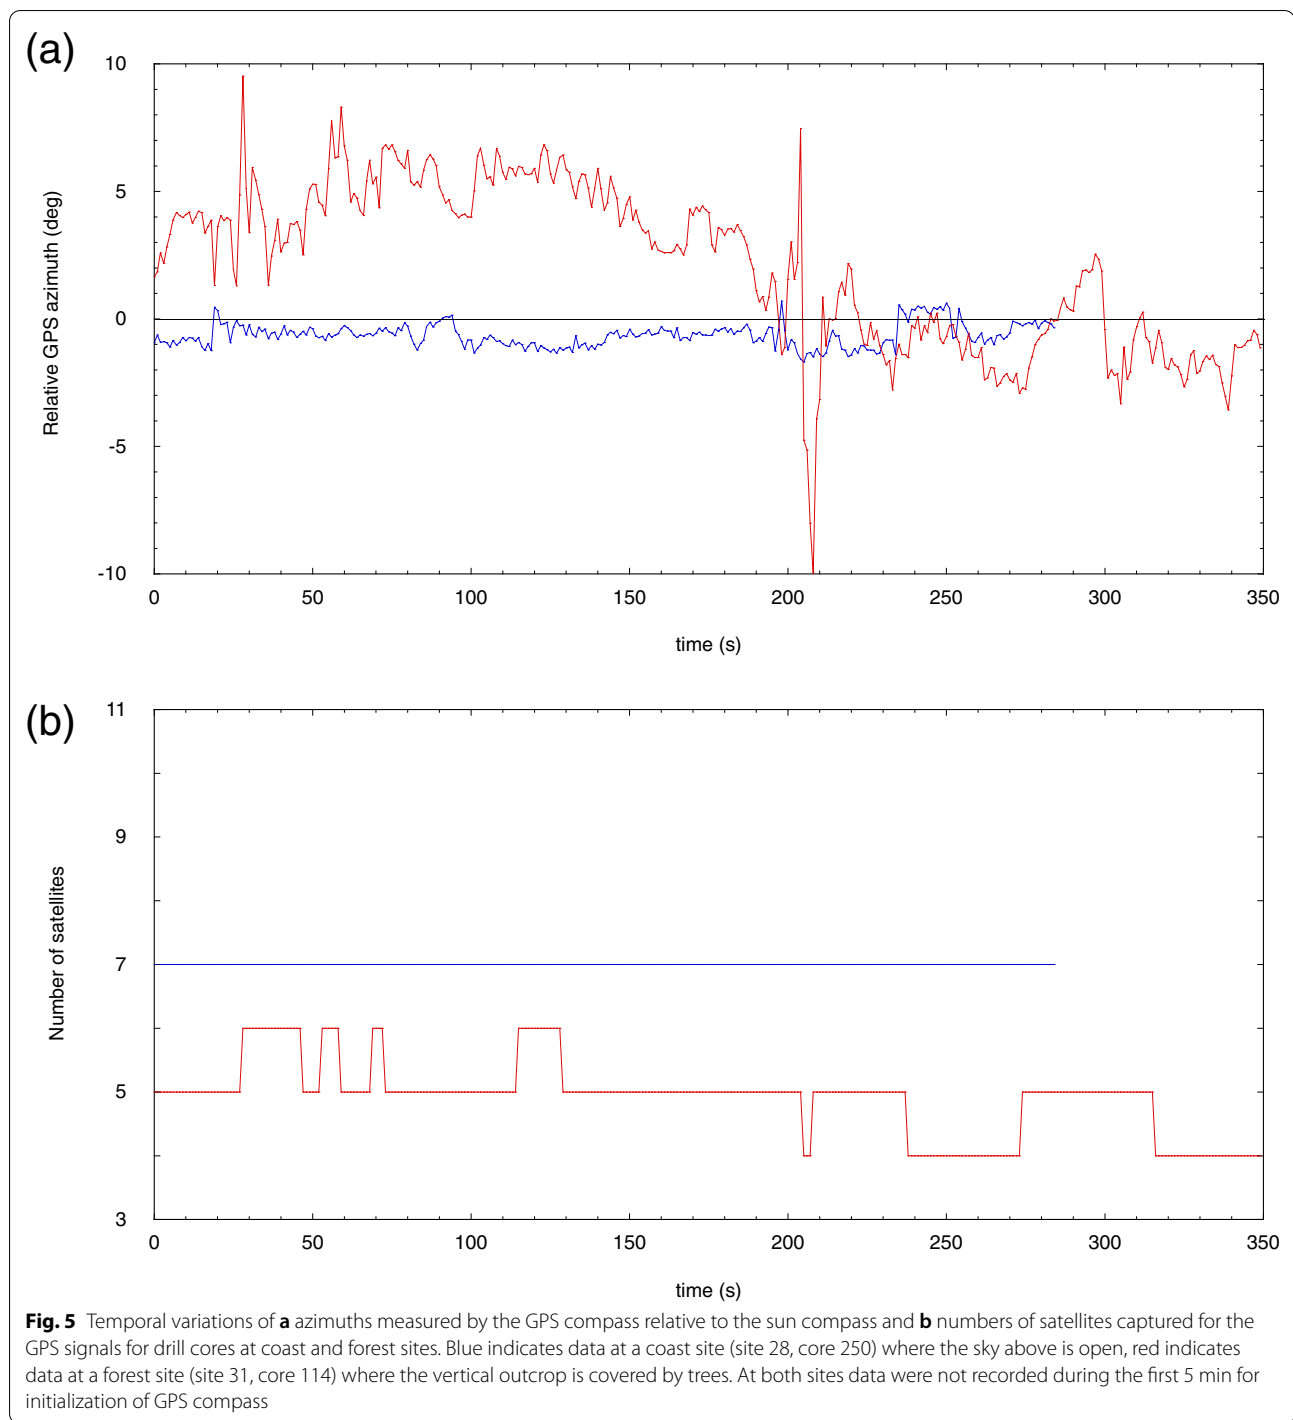 (a)
10
5
0
-5
-10
Relative GPS azimuth (deg)
0 50 100 150 200 250 300 350
time (s)
(b)
11
9
7
5
3
Number of satellites
0 50 100 150 200 250 300 350
time (s)
Fig. 5 Temporal variations of a azimuths measured by the GPS compass relative to the sun compass and b numbers of satellites captured for the
GPS signals for drill cores at coast and forest sites. Blue indicates data at a coast site (site 28, core 250) where the sky above is open, red indicates
data at a forest site (site 31, core 114) where the vertical outcrop is covered by trees. At both sites data were not recorded during the first 5 min for
initialization of GPS compass